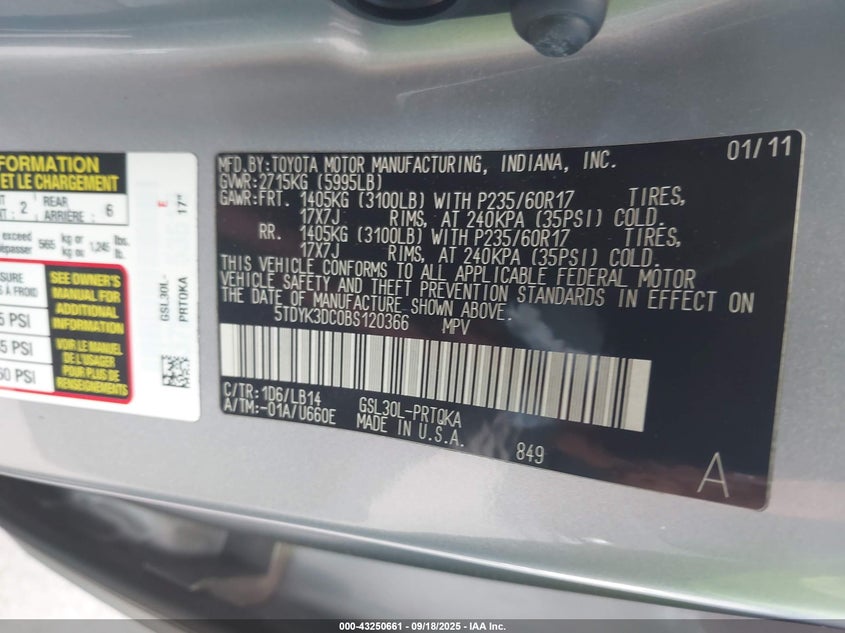 FORMATION
ET LE CHARGEMENT
2 REAR ARRIÈRE : 6
exceed 565 kg or kg ou 1,245 lbs. lb.
E
17"
GSL30L-
PRTQKA
À FROID
SEE OWNER'S
MANUAL FOR
ADDITIONAL
INFORMATION
VOIR LE MANUEL
DE L'USAGER
POUR PLUS DE
RENSEIGNEMENTS
5 PSI
5 PSI
60 PSI
MFD.BY:TOYOTA MOTOR MANUFACTURING, INDIANA, INC. 01/11
GVWR:2715KG (5995LB)
GAWR:FRT. 1405KG (3100LB) WITH P235/60R17 TIRES,
17X7J RIMS, AT 240KPA (35PSI) COLD.
RR. 1405KG (3100LB) WITH P235/60R17 TIRES,
17X7J RIMS, AT 240KPA (35PSI) COLD.
THIS VEHICLE CONFORMS TO ALL APPLICABLE FEDERAL MOTOR
VEHICLE SAFETY AND THEFT PREVENTION STANDARDS IN EFFECT ON
THE DATE OF MANUFACTURE SHOWN ABOVE.
5TDYK3DC0BS120366 MPV
C/TR:1D6/LB14 GSL30L-PRTQKA
A/TM:-01A/U660E MADE IN U.S.A.
849
A
000-43250661 - 09/18/2025 - IAA Inc.